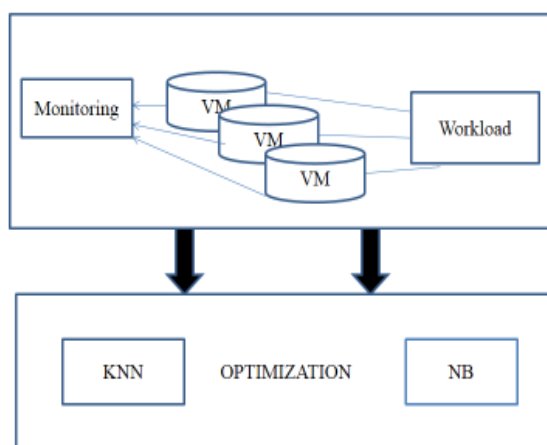 VM
Monitoring
VM
Workload
VM
KNN
OPTIMIZATION
NB